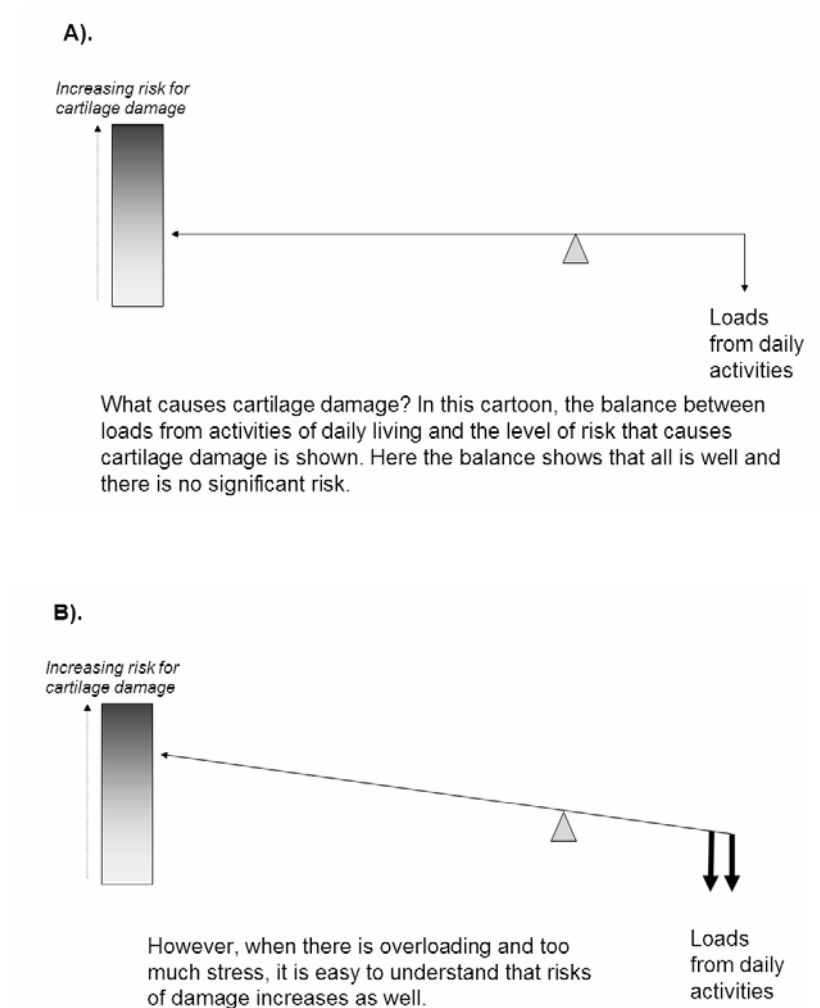 A).
Increasing risk for
cartilage damage
Loads
from daily
activities
What causes cartilage damage? In this cartoon, the balance between
loads from activities of daily living and the level of risk that causes
cartilage damage is shown. Here the balance shows that all is well and
there is no significant risk.
B).
Increasing risk for
cartilage damage
Loads
from daily
activities
However, when there is overloading and too
much stress, it is easy to understand that risks
of damage increases as well.